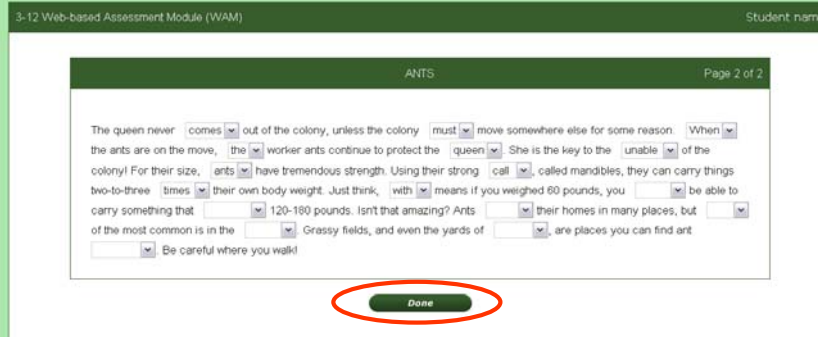 3-12 Web-based Assessment Module (WAM) Student nam
ANTS Page 2 of 2
The queen never comes out of the colony, unless the colony must move somewhere else for some reason. When
the ants are on the move, the worker ants continue to protect the queen. She is the key to the unable of the
colony! For their size, ants have tremendous strength. Using their strong call, called mandibles, they can carry things
two-to-three times their own body weight. Just think, with means if you weighed 60 pounds, you be able to
carry something that 120-180 pounds. Isn't that amazing? Ants their homes in many places, but
of the most common is in the . Grassy fields, and even the yards of , are places you can find ant
. Be careful where you walk!
Done